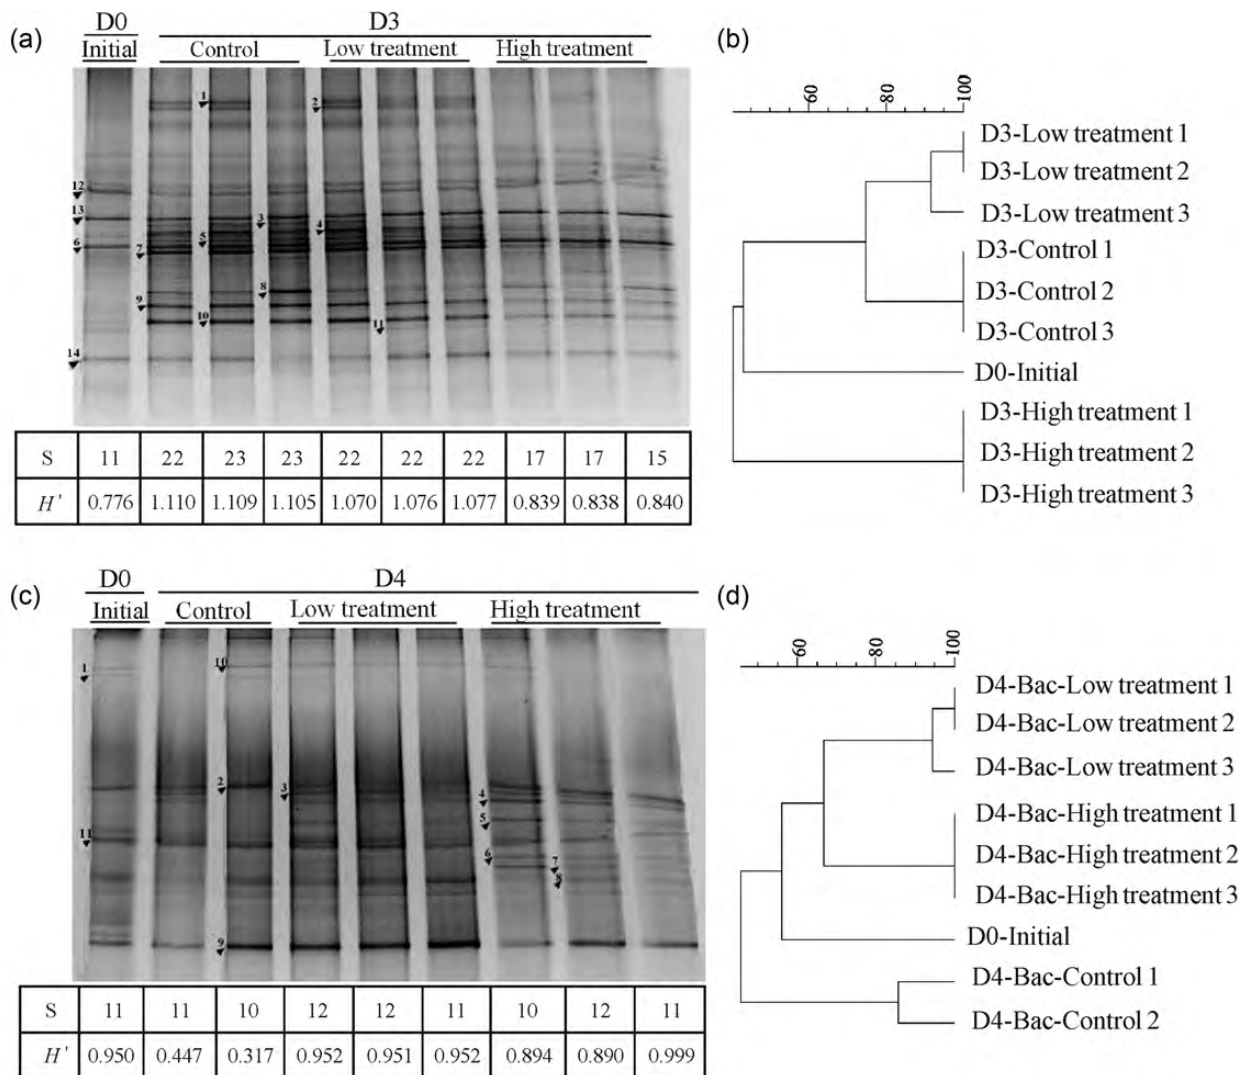 (a)
D0
D3
Initial
Control
Low treatment
High treatment
1
2
12
13
3
4
5
6
7
8
9
10
11
14
S 11 22 23 23 22 22 22 17 17 15
H' 0.776 1.110 1.109 1.105 1.070 1.076 1.077 0.839 0.838 0.840
(b)
60 80 100
D3-Low treatment 1
D3-Low treatment 2
D3-Low treatment 3
D3-Control 1
D3-Control 2
D3-Control 3
D0-Initial
D3-High treatment 1
D3-High treatment 2
D3-High treatment 3
(c)
D0
D4
Initial
Control
Low treatment
High treatment
1
10
2
3
4
5
11
6
7
8
9
S 11 11 10 12 12 11 10 12 11
H' 0.950 0.447 0.317 0.952 0.951 0.952 0.894 0.890 0.999
(d)
60 80 100
D4-Bac-Low treatment 1
D4-Bac-Low treatment 2
D4-Bac-Low treatment 3
D4-Bac-High treatment 1
D4-Bac-High treatment 2
D4-Bac-High treatment 3
D0-Initial
D4-Bac-Control 1
D4-Bac-Control 2